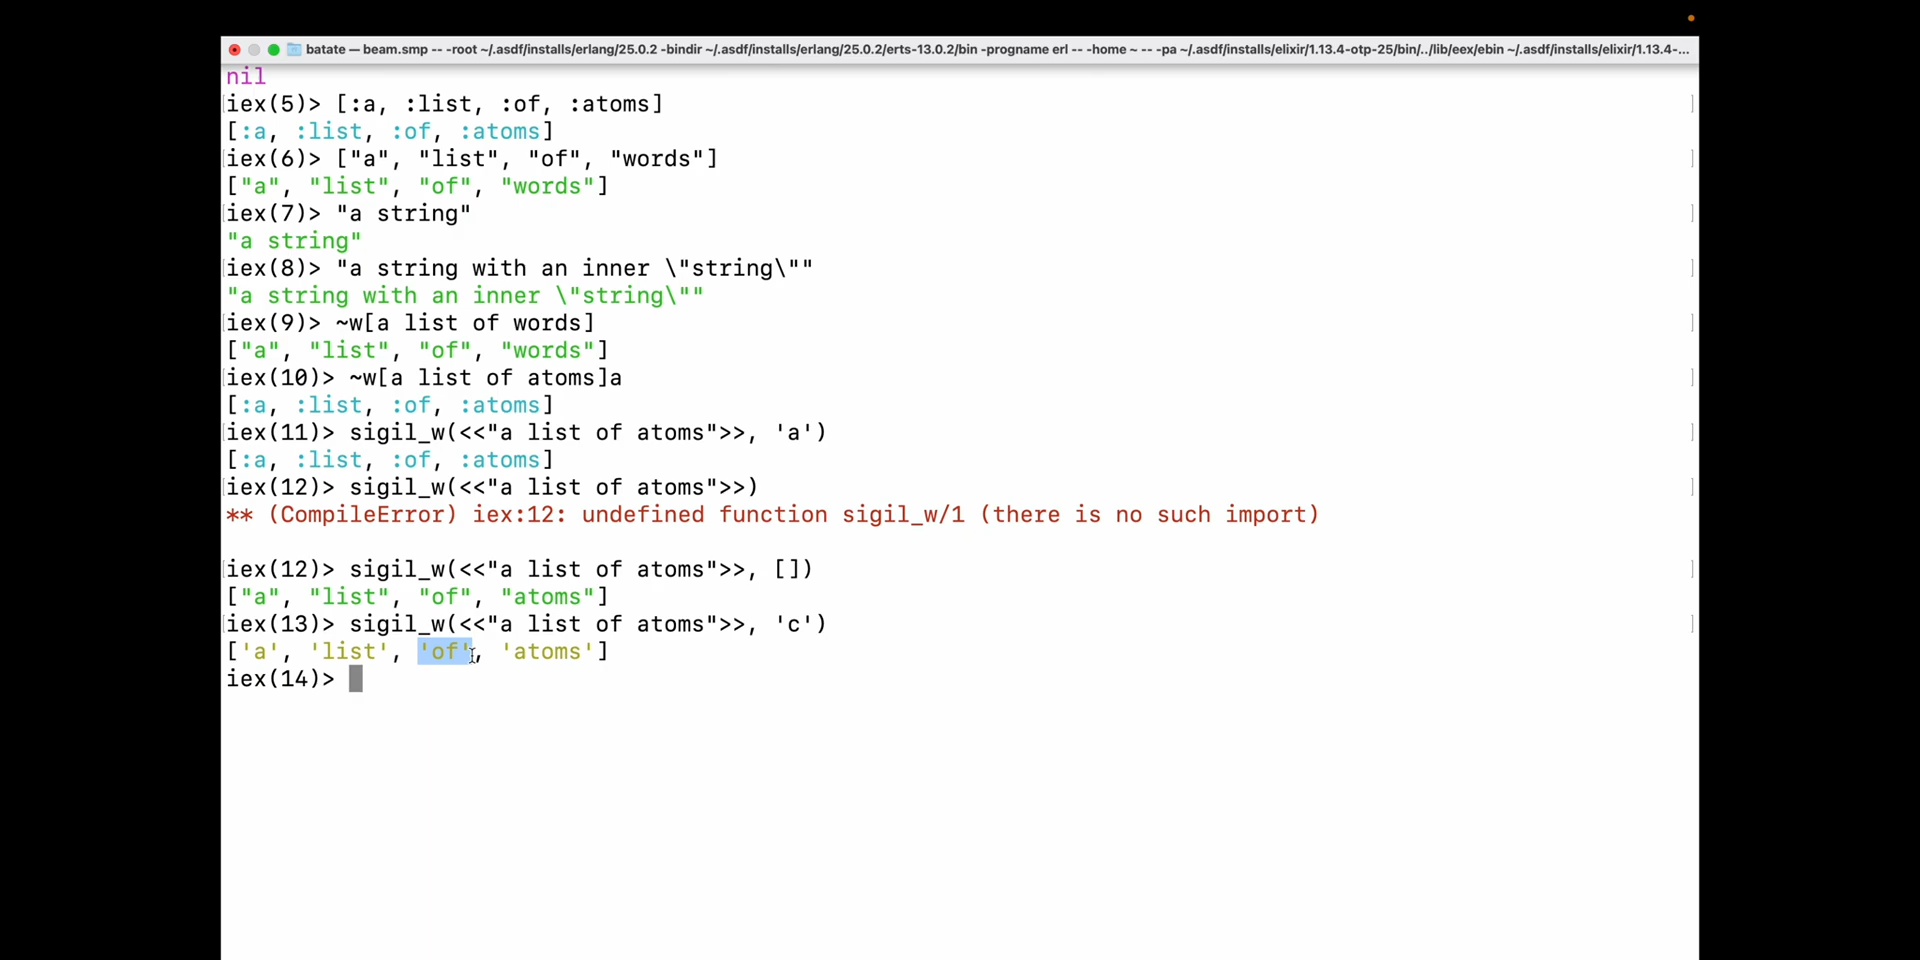 batate — beam.smp -- -root ~/.asdf/installs/erlang/25.0.2 -bindir ~/.asdf/installs/erlang/25.0.2/erts-13.0.2/bin -progname erl -- -home ~ -- -pa ~/.asdf/installs/elixir/1.13.4-otp-25/bin/../lib/eex/ebin ~/.asdf/installs/elixir/1.13.4-...
nil
iex(5)> [:a, :list, :of, :atoms]
[:a, :list, :of, :atoms]
iex(6)> ["a", "list", "of", "words"]
["a", "list", "of", "words"]
iex(7)> "a string"
"a string"
iex(8)> "a string with an inner \"string\""
"a string with an inner \"string\""
iex(9)> ~w[a list of words]
["a", "list", "of", "words"]
iex(10)> ~w[a list of atoms]a
[:a, :list, :of, :atoms]
iex(11)> sigil_w(<<"a list of atoms">>, 'a')
[:a, :list, :of, :atoms]
iex(12)> sigil_w(<<"a list of atoms">>)
** (CompileError) iex:12: undefined function sigil_w/1 (there is no such import)
iex(12)> sigil_w(<<"a list of atoms">>, [])
["a", "list", "of", "atoms"]
iex(13)> sigil_w(<<"a list of atoms">>, 'c')
['a', 'list', 'of', 'atoms']
iex(14)>